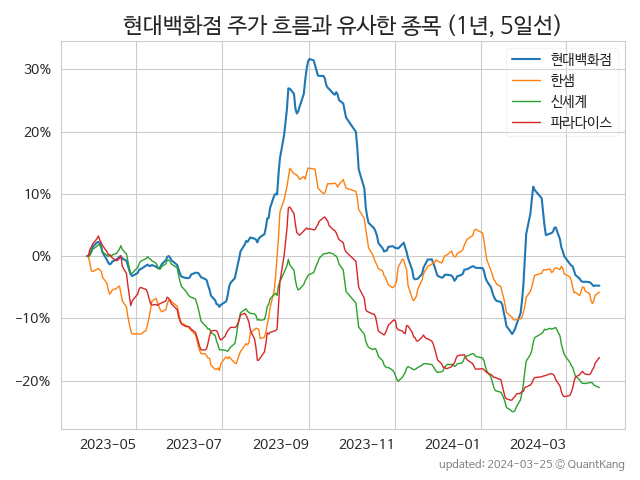 현대백화점 주가 흐름과 유사한 종목 (1년, 5일선)
현대백화점
한샘
신세계
파라다이스
30%
20%
10%
0%
−10%
−20%
2023-05 2023-07 2023-09 2023-11 2024-01 2024-03
updated: 2024-03-25 © QuantKang